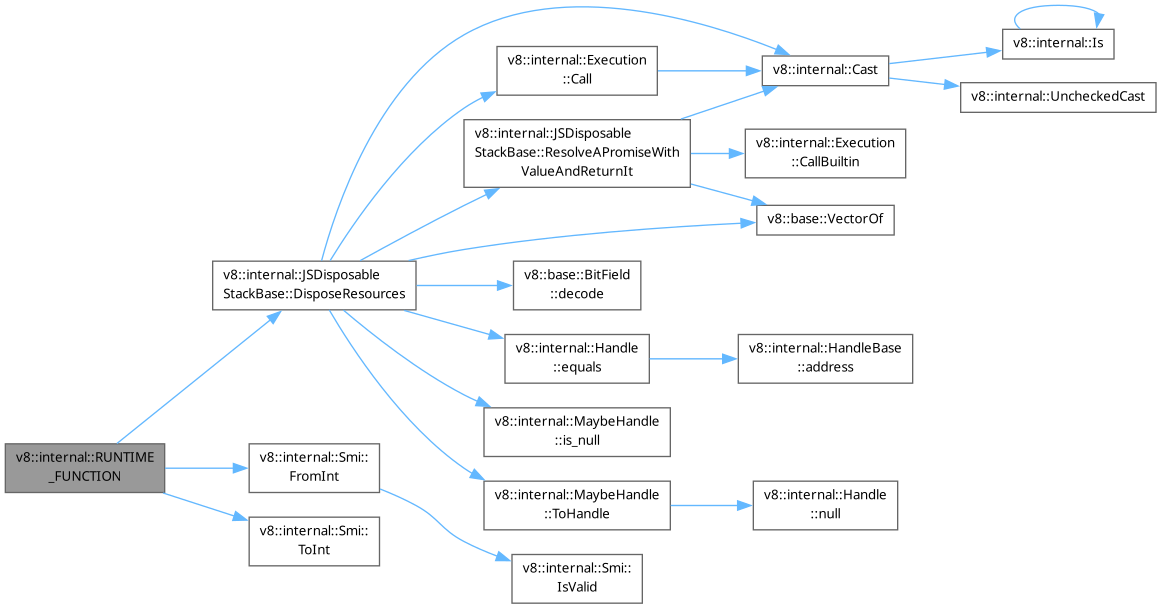 v8::internal::RUNTIME
_FUNCTION
v8::internal::JSDisposable
StackBase::DisposeResources
v8::internal::Smi::
FromInt
v8::internal::Smi::
ToInt
v8::internal::Execution
::Call
v8::internal::JSDisposable
StackBase::ResolveAPromiseWith
ValueAndReturnIt
v8::base::BitField
::decode
v8::internal::Handle
::equals
v8::internal::MaybeHandle
::is_null
v8::internal::MaybeHandle
::ToHandle
v8::internal::Smi::
IsValid
v8::internal::Cast
v8::internal::Execution
::CallBuiltin
v8::base::VectorOf
v8::internal::HandleBase
::address
v8::internal::Handle
::null
v8::internal::Is
v8::internal::UncheckedCast